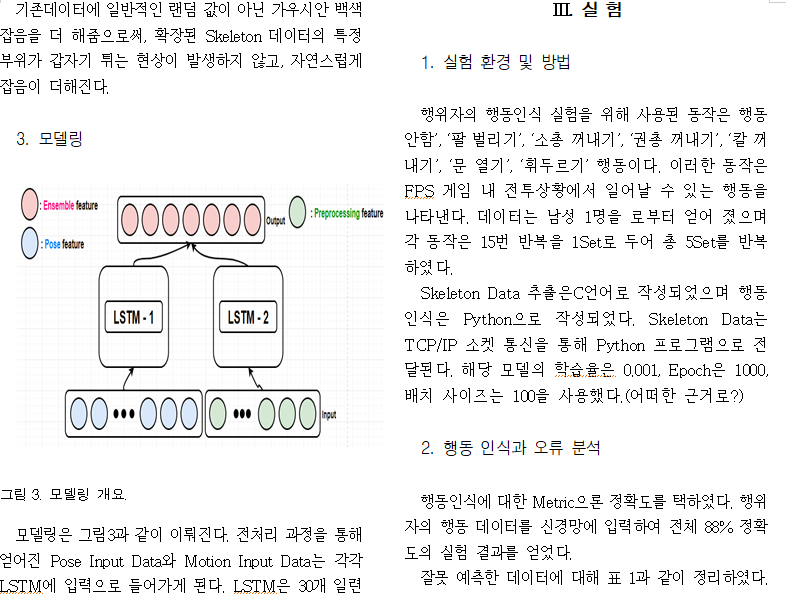 기존데이터에 일반적인 랜덤 값이 아닌 가우시안 백색
잡음을 더 해줌으로써, 확장된 Skeleton 데이터의 특정
부위가 갑자기 튀는 현상이 발생하지 않고, 자연스럽게
잡음이 더해진다.
3. 모델링
: Ensemble feature
: Pose feature
Output
: Preprocessing feature
LSTM - 1
LSTM - 2
Input
그림 3. 모델링 개요.
모델링은 그림3과 같이 이뤄진다. 전처리 과정을 통해
얻어진 Pose Input Data와 Motion Input Data는 각각
LSTM에 입력으로 들어가게 된다. LSTM은 30개 일련
Ⅲ. 실 험
1. 실험 환경 및 방법
행위자의 행동인식 실험을 위해 사용된 동작은 행동
안함’, ‘팔 벌리기’, ‘소총 꺼내기’, ‘권총 꺼내기’, ‘칼 꺼
내기’, ‘문 열기’, ‘휘두르기’ 행동이다. 이러한 동작은
FPS 게임 내 전투상황에서 일어날 수 있는 행동을
나타낸다. 데이터는 남성 1명을 로부터 얻어 졌으며
각 동작은 15번 반복을 1Set로 두어 총 5Set를 반복
하였다.
Skeleton Data 추출은C언어로 작성되었으며 행동
인식은 Python으로 작성되었다. Skeleton Data는
TCP/IP 소켓 통신을 통해 Python 프로그램으로 전
달된다. 해당 모델의 학습율은 0.001, Epoch은 1000,
배치 사이즈는 100을 사용했다.(어떠한 근거로?)
2. 행동 인식과 오류 분석
행동인식에 대한 Metric으론 정확도를 택하였다. 행위
자의 행동 데이터를 신경망에 입력하여 전체 88% 정확
도의 실험 결과를 얻었다.
잘못 예측한 데이터에 대해 표 1과 같이 정리하였다.